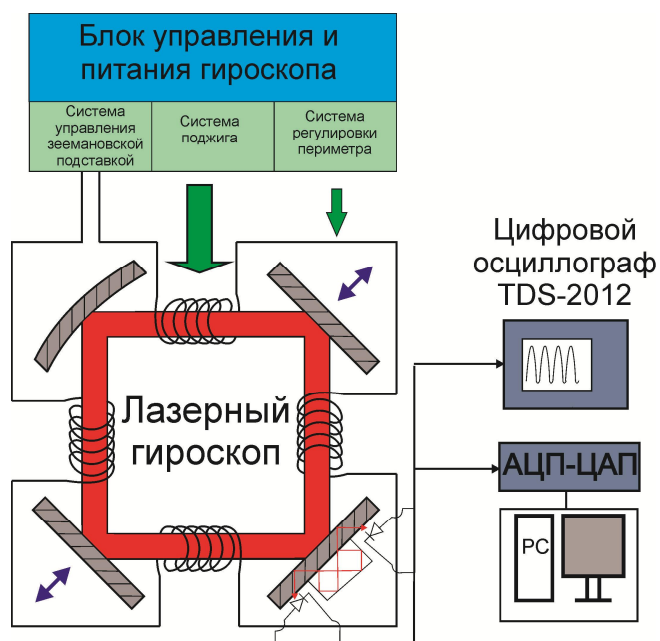 Блок управления и
питания гироскопа
Система
управления
зеемановской
подставкой
Система
поджига
Система
регулировки
периметра
Цифровой
осциллограф
TDS-2012
Лазерный
гироскоп
АЦП-ЦАП
PC